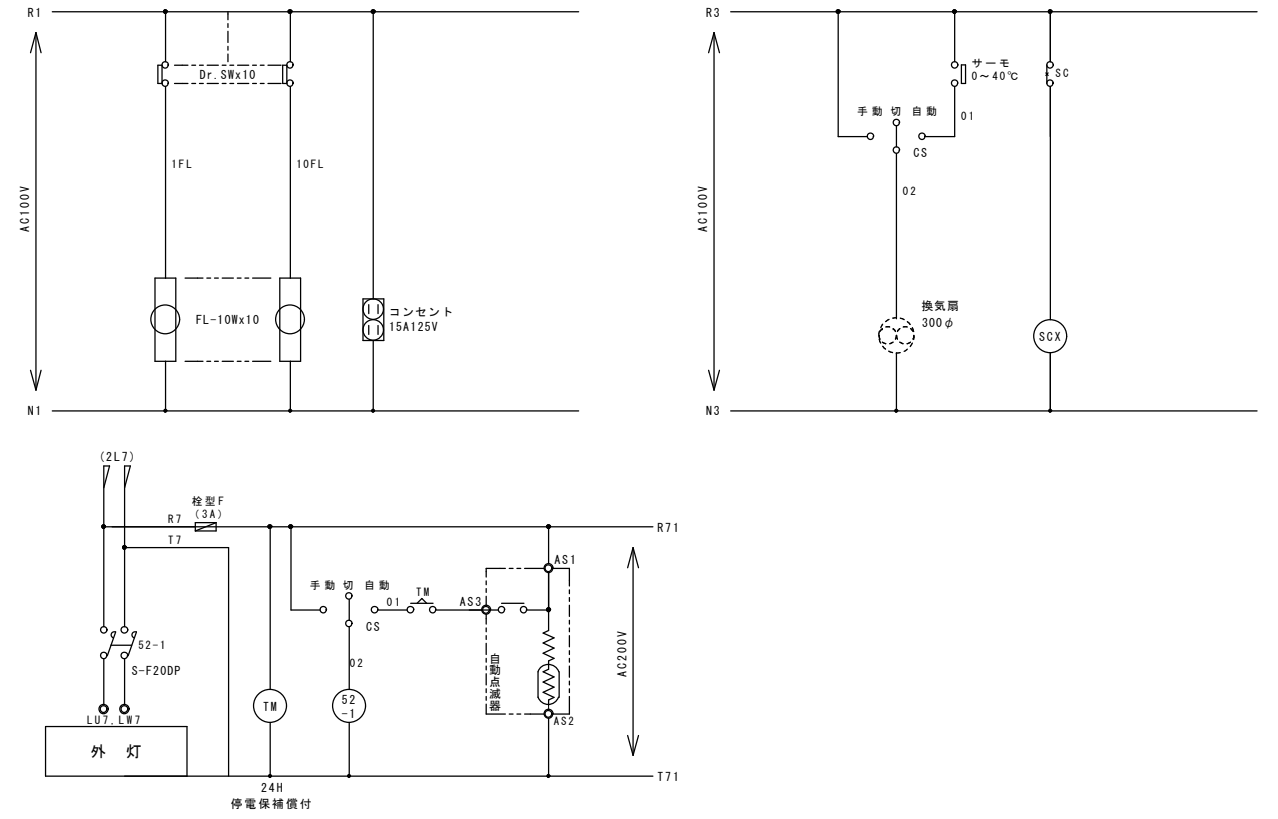 R1
Dr.SWx10
1FL
10FL
AC100V
FL-10Wx10
コンセント
15A125V
N1
R3
サーモ
0～40℃
SC
手動 切 自動
01
CS
02
AC100V
換気扇
300φ
SCX
N3
(2L7)
栓型F
(3A)
R7
R71
T7
AS1
手動 切 自動
01
TM
AS3
CS
52-1
S-F20DP
02
自動点滅器
AC200V
TM
52
-1
LU7,LW7
AS2
外 灯
T71
24H
停電保補償付